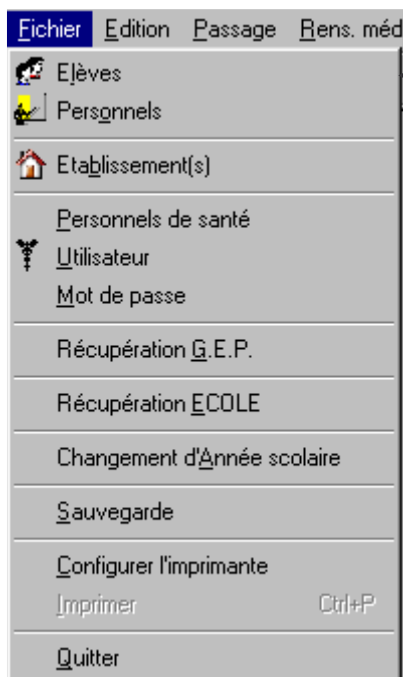 Fichier Edition Passage Rens. méd
Elèves
Personnels
Etablissement(s)
Personnels de santé
Utilisateur
Mot de passe
Récupération G.E.P.
Récupération ECOLE
Changement d'Année scolaire
Sauvegarde
Configurer l'imprimante
Imprimer Ctrl+P
Quitter